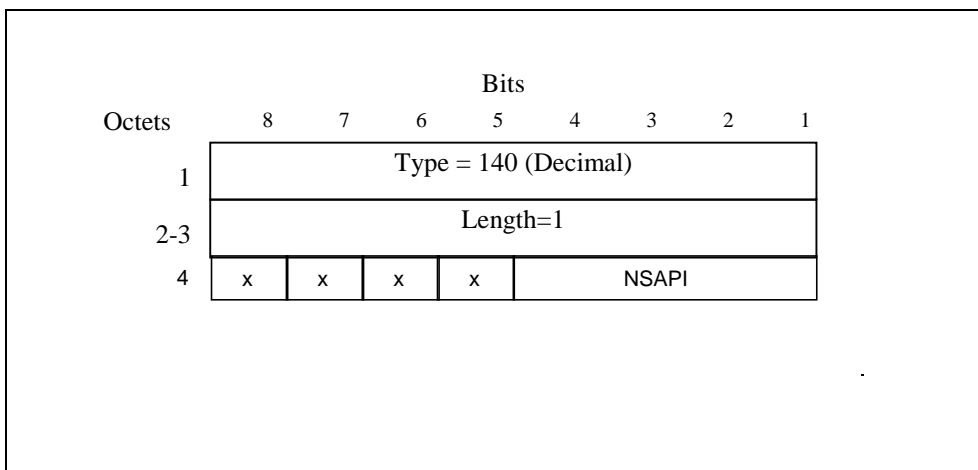 Bits
Octets 8 7 6 5 4 3 2 1
1 Type = 140 (Decimal)
2-3 Length=1
4 x x x x NSAPI